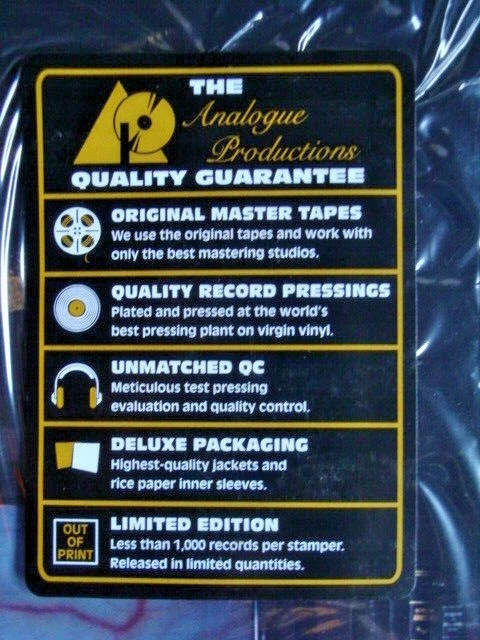 THE
Analogue
Productions
QUALITY GUARANTEE
ORIGINAL MASTER TAPES
We use the original tapes and work with
only the best mastering studios.
QUALITY RECORD PRESSINGS
Plated and pressed at the world's
best pressing plant on virgin vinyl.
UNMATCHED QC
Meticulous test pressing
evaluation and quality control.
DELUXE PACKAGING
Highest-quality jackets and
rice paper inner sleeves.
OUT
OF
PRINT
LIMITED EDITION
Less than 1,000 records per stamper.
Released in limited quantities.